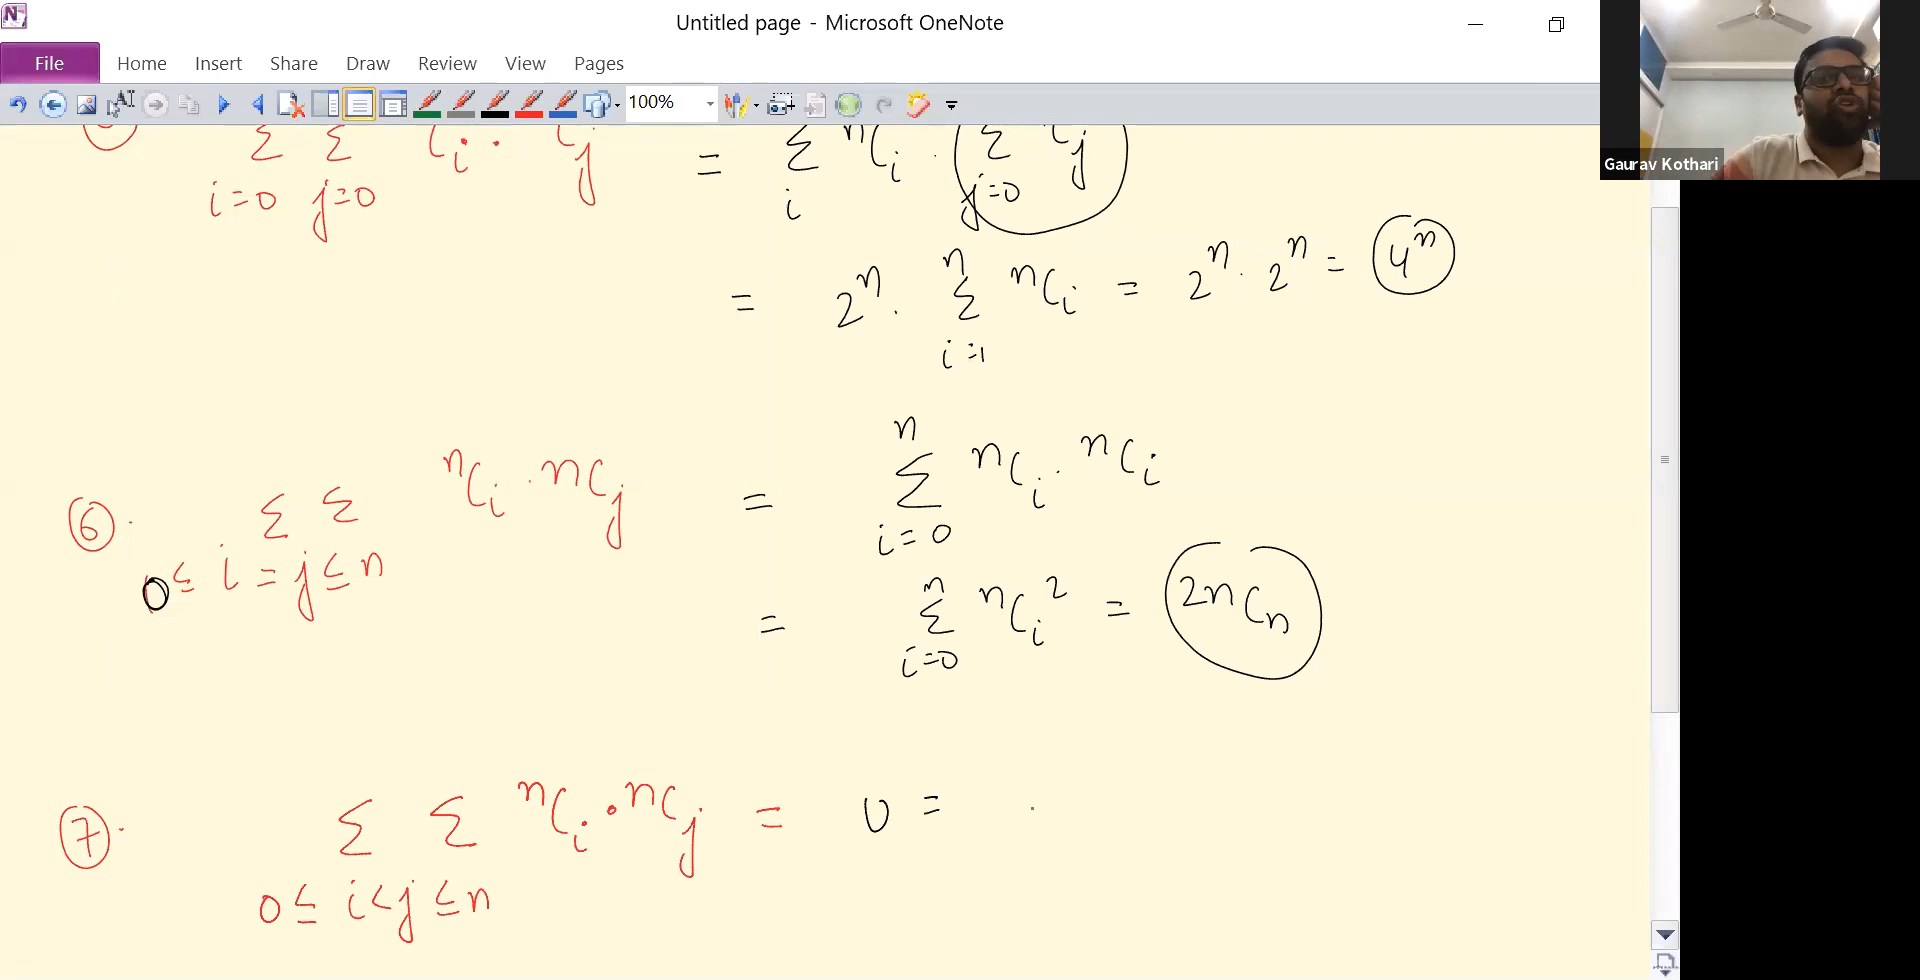 Untitled page - Microsoft OneNote
File Home Insert Share Draw Review View Pages
100%
Gaurav Kothari
Σ Σ Cᵢ · Cⱼ = Σ ⁿCᵢ · Σ Cⱼ
i=0 j=0 i j=0
= 2ⁿ · Σ ⁿCᵢ = 2ⁿ · 2ⁿ = 4ⁿ
n
i=1
6. Σ Σ ⁿCᵢ · ⁿCⱼ = Σ ⁿCᵢ · ⁿCᵢ
n
0 ≤ i = j ≤ n i=0
= Σ ⁿCᵢ² = 2nCₙ
n
i=0
7. Σ Σ ⁿCᵢ · ⁿCⱼ = υ =
0 ≤ i < j ≤ n